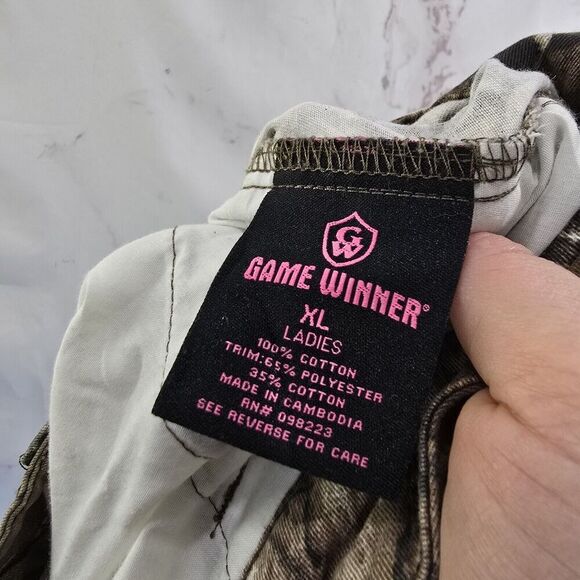 GW
GAME WINNER®
XL
LADIES
100% COTTON
TRIM:65% POLYESTER
35% COTTON
MADE IN CAMBODIA
RN# 098223
SEE REVERSE FOR CARE